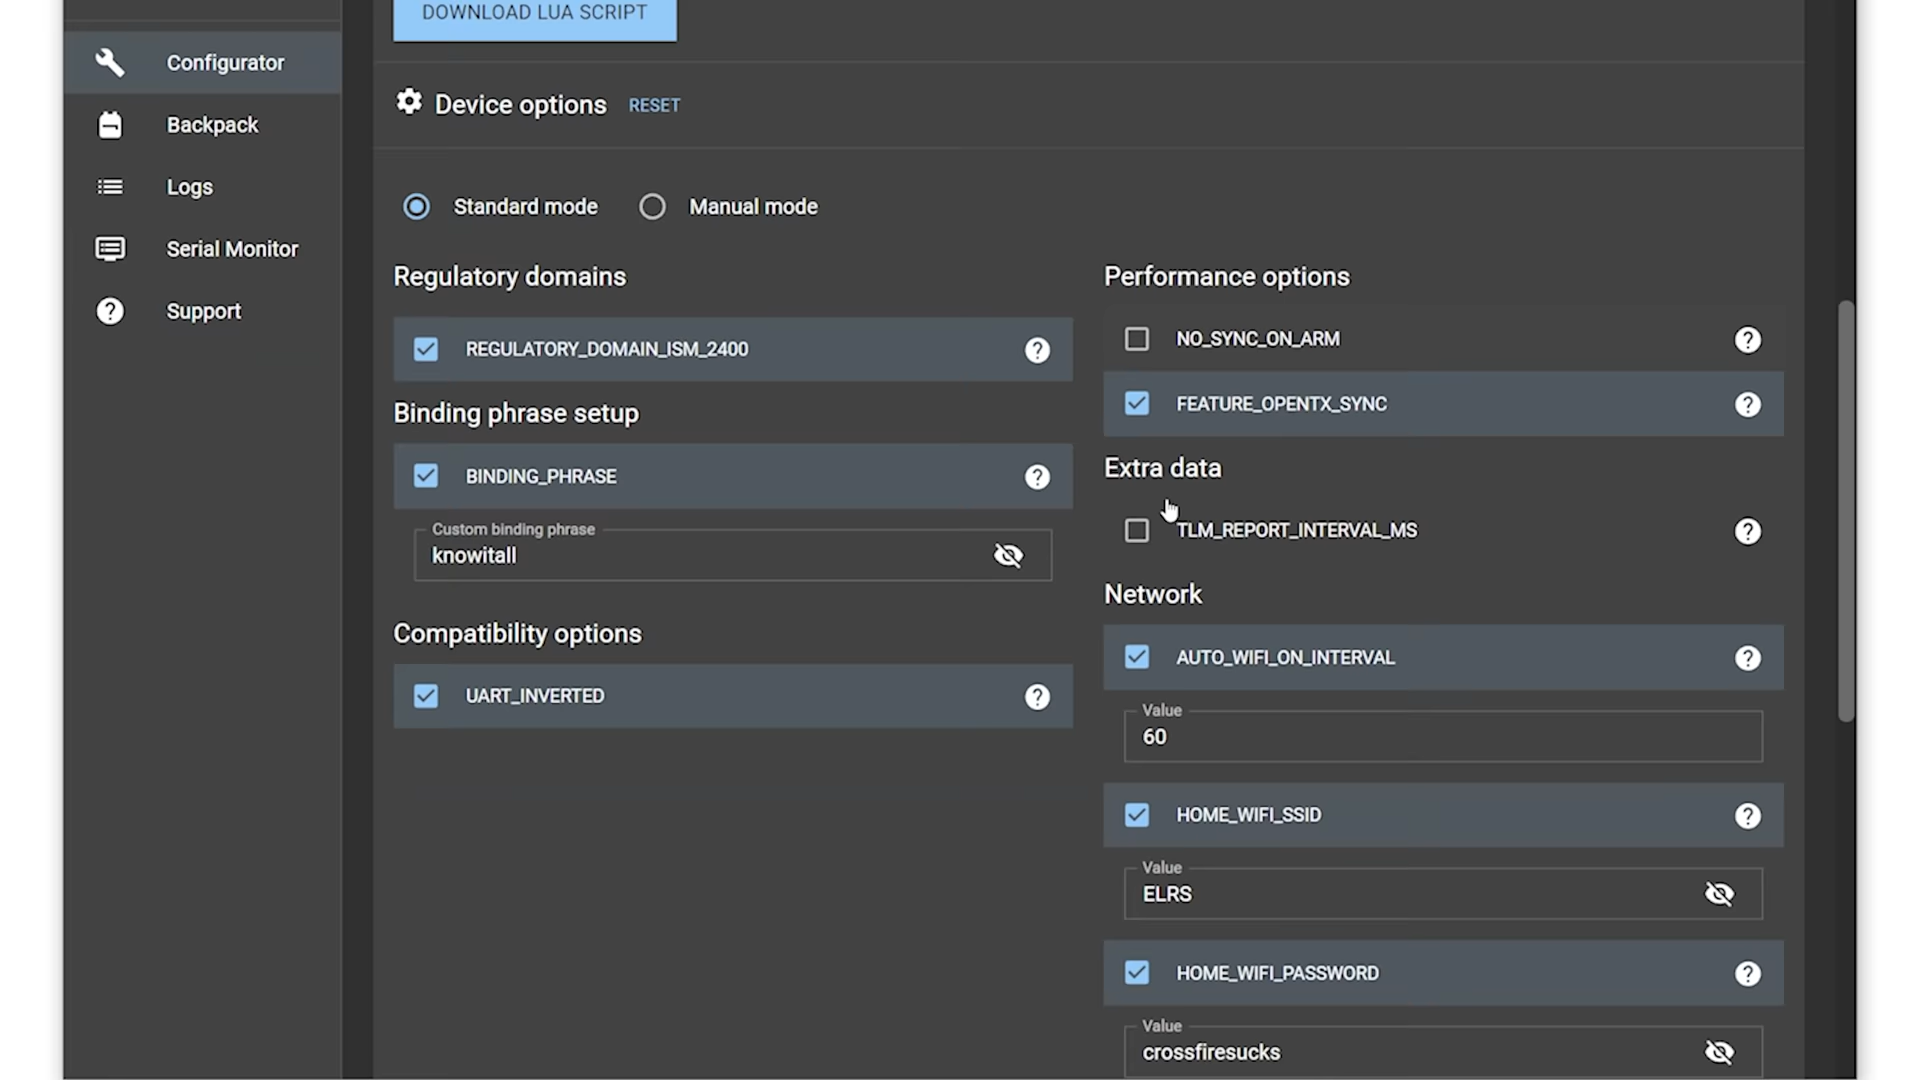 DOWNLOAD LUA SCRIPT
Configurator
Backpack
Logs
Serial Monitor
Support
Device options RESET
Standard mode Manual mode
Regulatory domains
REGULATORY_DOMAIN_ISM_2400
Binding phrase setup
BINDING_PHRASE
Custom binding phrase
knowitall
Compatibility options
UART_INVERTED
Performance options
NO_SYNC_ON_ARM
FEATURE_OPENTX_SYNC
Extra data
TLM_REPORT_INTERVAL_MS
Network
AUTO_WIFI_ON_INTERVAL
Value
60
HOME_WIFI_SSID
Value
ELRS
HOME_WIFI_PASSWORD
Value
crossfiresucks